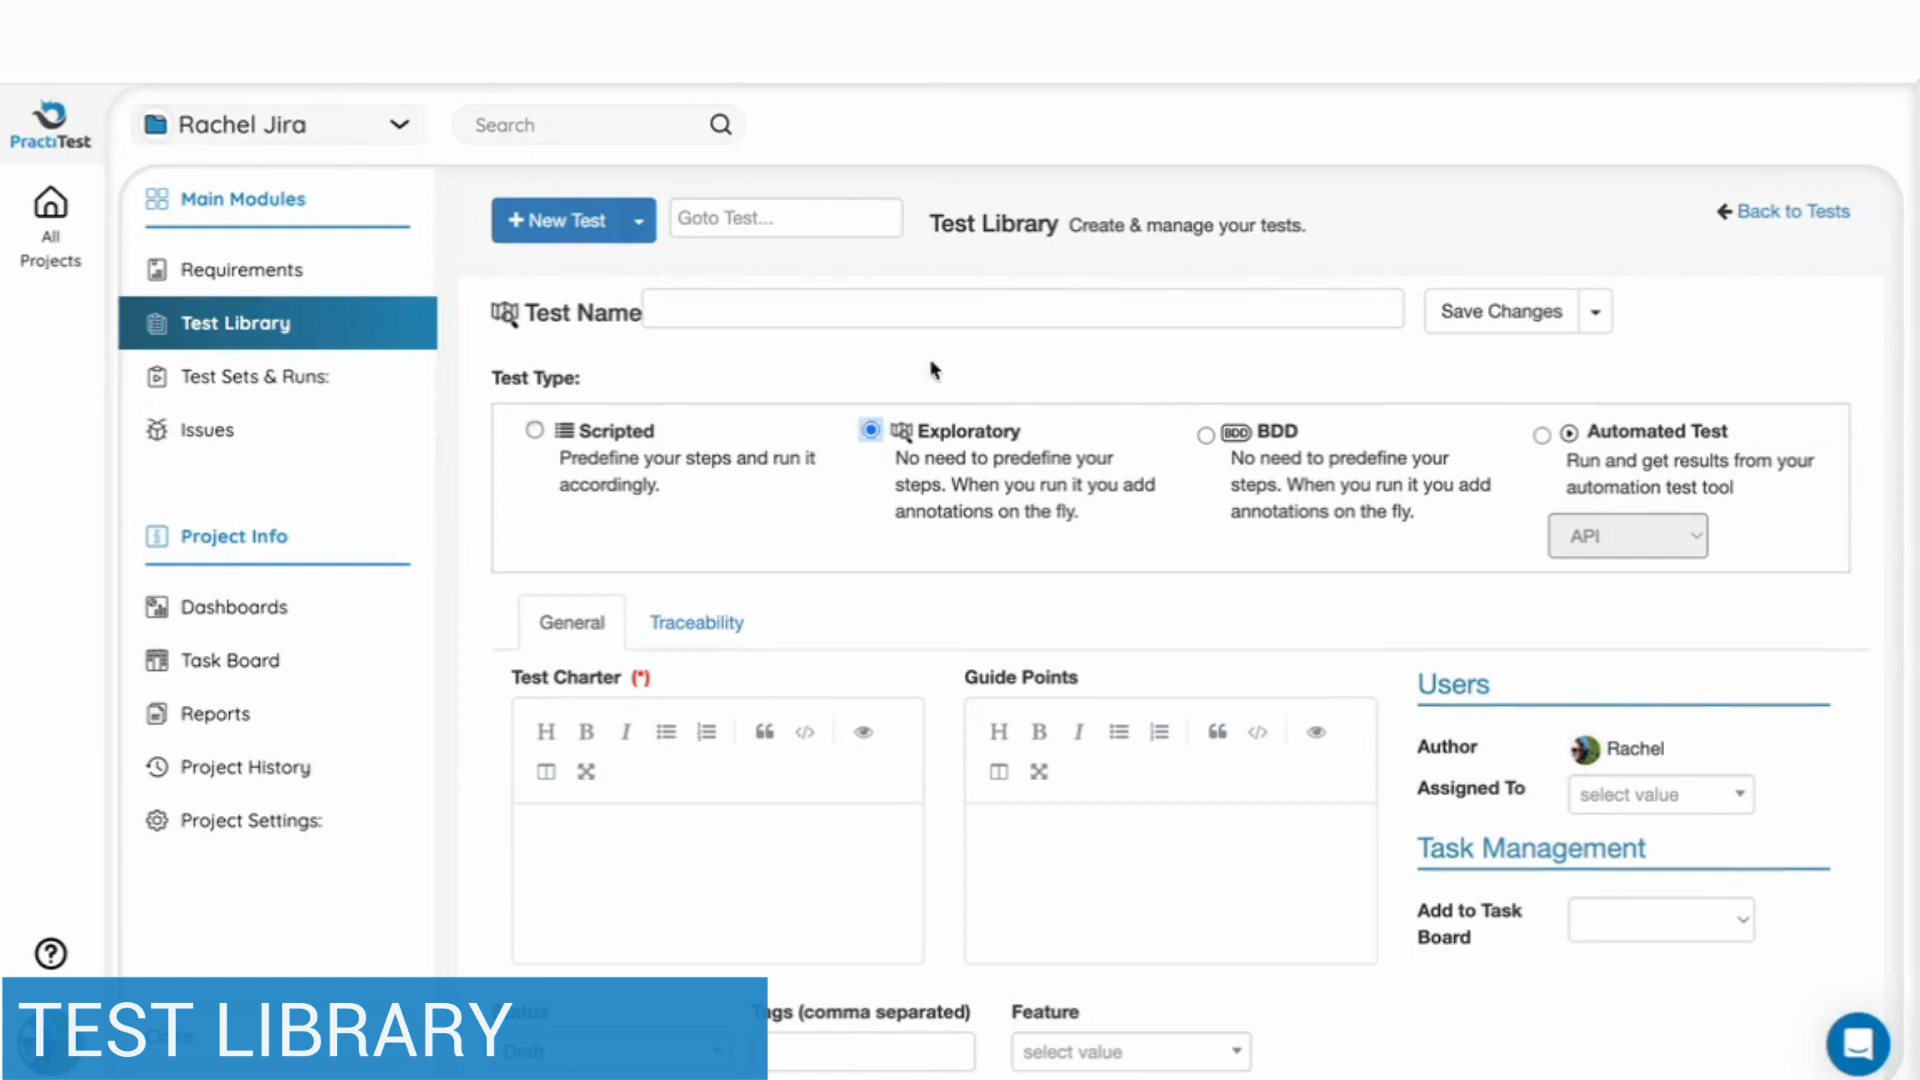 PractiTest
Rachel Jira
Search
All
Projects
Main Modules
Requirements
Test Library
Test Sets & Runs:
Issues
Project Info
Dashboards
Task Board
Reports
Project History
Project Settings:
+ New Test
Goto Test...
Test Library Create & manage your tests.
Back to Tests
Test Name
Save Changes
Test Type:
Scripted
Predefine your steps and run it
accordingly.
Exploratory
No need to predefine your
steps. When you run it you add
annotations on the fly.
BDD BDD
No need to predefine your
steps. When you run it you add
annotations on the fly.
Automated Test
Run and get results from your
automation test tool
API
General
Traceability
Test Charter (*)
H B I
Guide Points
H B I
Users
Author
Rachel
Assigned To
select value
Task Management
Add to Task
Board
Status
Draft
ags (comma separated)
Feature
select value
TEST LIBRARY